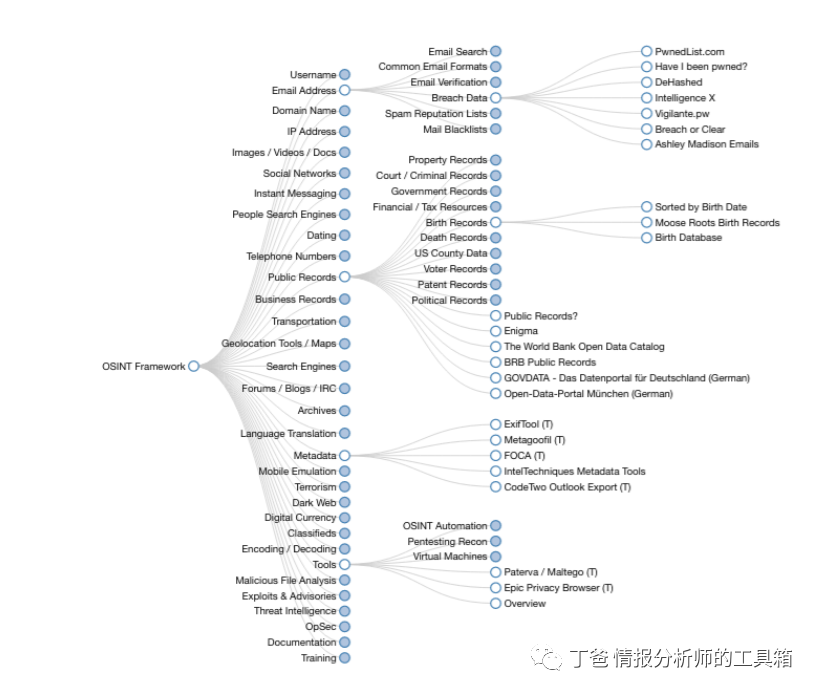 OSINT Framework
Username
Email Address
Domain Name
IP Address
Images / Videos / Docs
Social Networks
Instant Messaging
People Search Engines
Dating
Telephone Numbers
Public Records
Business Records
Transportation
Geolocation Tools / Maps
Search Engines
Forums / Blogs / IRC
Archives
Language Translation
Metadata
Mobile Emulation
Terrorism
Dark Web
Digital Currency
Classifieds
Encoding / Decoding
Tools
Malicious File Analysis
Exploits & Advisories
Threat Intelligence
OpSec
Documentation
Training
Email Search
Common Email Formats
Email Verification
Breach Data
Spam Reputation Lists
Mail Blacklists
PwnedList.com
Have I been pwned?
DeHashed
Intelligence X
Vigilante.pw
Breach or Clear
Ashley Madison Emails
Property Records
Court / Criminal Records
Government Records
Financial / Tax Resources
Birth Records
Death Records
US County Data
Voter Records
Patent Records
Political Records
Public Records?
Enigma
The World Bank Open Data Catalog
BRB Public Records
GOVDATA - Das Datenportal für Deutschland (German)
Open-Data-Portal München (German)
Sorted by Birth Date
Moose Roots Birth Records
Birth Database
ExifTool (T)
Metagoofil (T)
FOCA (T)
IntelTechniques Metadata Tools
CodeTwo Outlook Export (T)
OSINT Automation
Pentesting Recon
Virtual Machines
Paterva / Maltego (T)
Epic Privacy Browser (T)
Overview
丁爸 情报分析师的工具箱